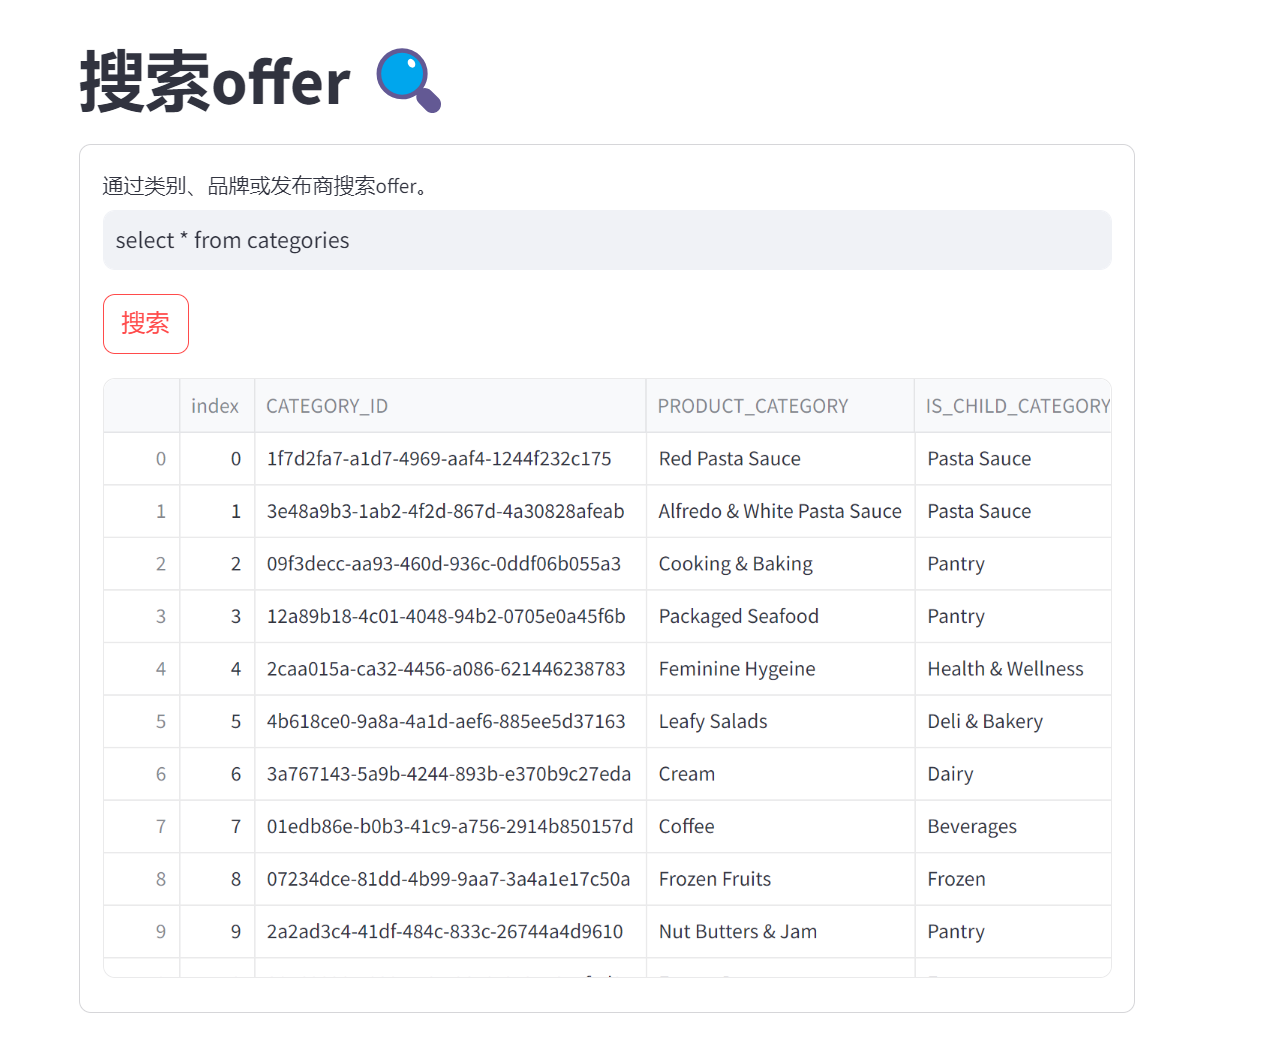 搜索offer
通过类别、品牌或发布商搜索offer。
select * from categories
搜索
index CATEGORY_ID PRODUCT_CATEGORY IS_CHILD_CATEGORY
0 0 1f7d2fa7-a1d7-4969-aaf4-1244f232c175 Red Pasta Sauce Pasta Sauce
1 1 3e48a9b3-1ab2-4f2d-867d-4a30828afeab Alfredo & White Pasta Sauce Pasta Sauce
2 2 09f3decc-aa93-460d-936c-0ddf06b055a3 Cooking & Baking Pantry
3 3 12a89b18-4c01-4048-94b2-0705e0a45f6b Packaged Seafood Pantry
4 4 2caa015a-ca32-4456-a086-621446238783 Feminine Hygeine Health & Wellness
5 5 4b618ce0-9a8a-4a1d-aef6-885ee5d37163 Leafy Salads Deli & Bakery
6 6 3a767143-5a9b-4244-893b-e370b9c27eda Cream Dairy
7 7 01edb86e-b0b3-41c9-a756-2914b850157d Coffee Beverages
8 8 07234dce-81dd-4b99-9aa7-3a4a1e17c50a Frozen Fruits Frozen
9 9 2a2ad3c4-41df-484c-833c-26744a4d9610 Nut Butters & Jam Pantry